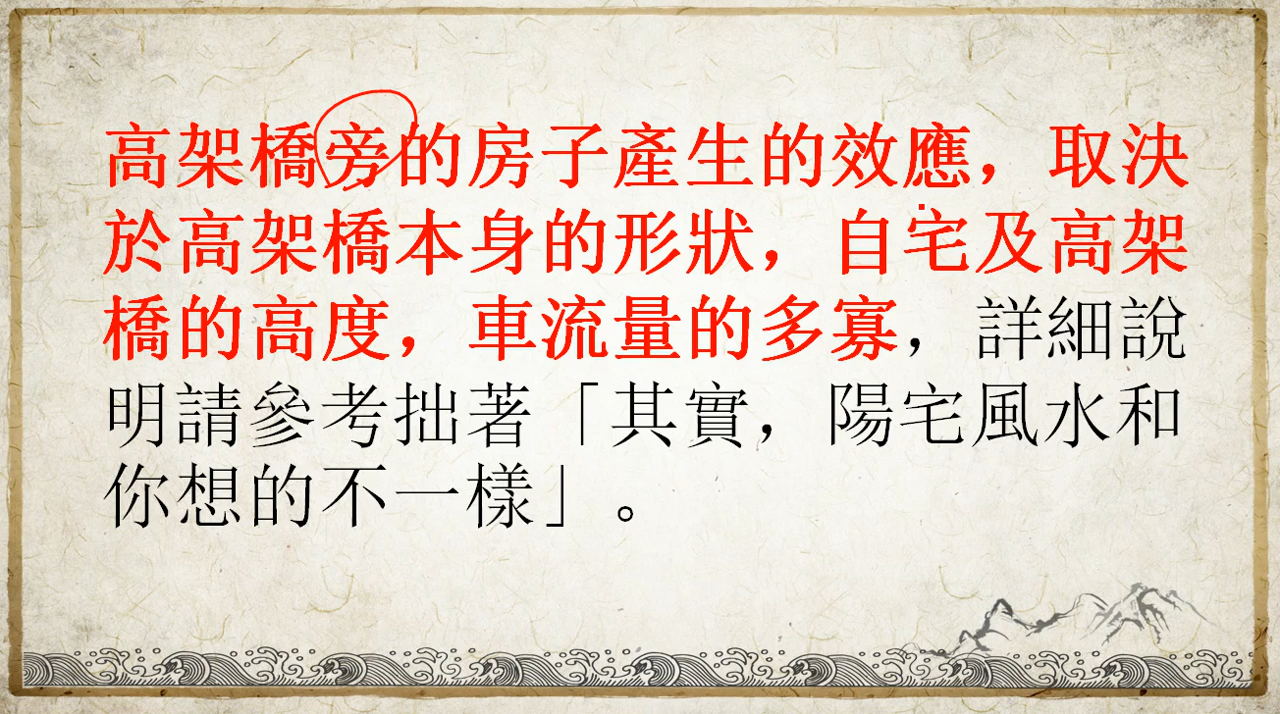 高架橋旁的房子產生的效應，取決
於高架橋本身的形狀，自宅及高架
橋的高度，車流量的多寡，詳細說
明請參考拙著「其實，陽宅風水和
你想的不一樣」。